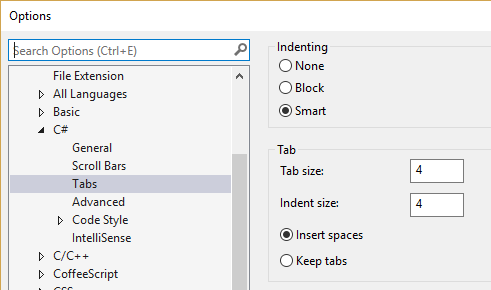 Options
Search Options (Ctrl+E)
File Extension
All Languages
Basic
C#
General
Scroll Bars
Tabs
Advanced
Code Style
IntelliSense
C/C++
CoffeeScript
CSS
Indenting
None
Block
Smart
Tab
Tab size: 4
Indent size: 4
Insert spaces
Keep tabs